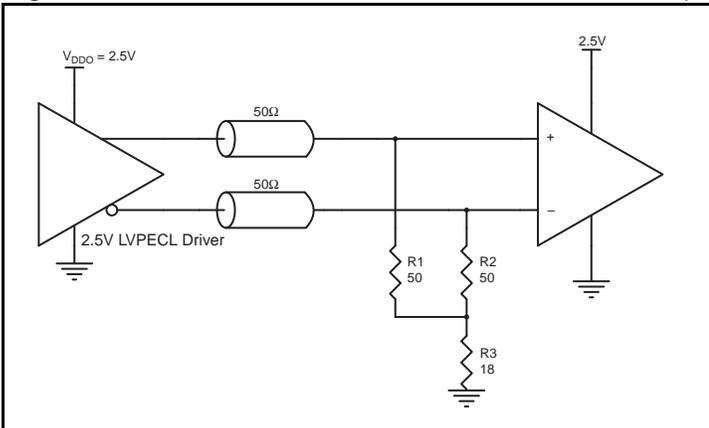 2.5V
V_DDO = 2.5V
50Ω
+
50Ω
−
2.5V LVPECL Driver
R1
50
R2
50
R3
18